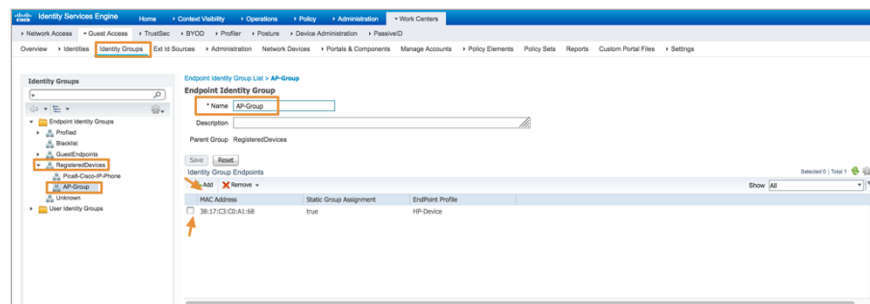 cisco Identity Services Engine Home Context Visibility Operations Policy Administration Work Centers
Network Access Guest Access TrustSec BYOD Profiler Posture Device Administration PassiveID
Overview Identities Identity Groups Ext Id Sources Administration Network Devices Portals & Components Manage Accounts Policy Elements Policy Sets Reports Custom Portal Files Settings
Identity Groups
Endpoint Identity Groups
Profiled
Blacklist
GuestEndpoints
RegisteredDevices
Pica8-Cisco-IP-Phone
AP-Group
Unknown
User Identity Groups
Endpoint Identity Group List > AP-Group
Endpoint Identity Group
* Name AP-Group
Description
Parent Group RegisteredDevices
Save Reset
Identity Group Endpoints
Selected 0 | Total 1
Add Remove
Show All
MAC Address Static Group Assignment EndPoint Profile
38:17:C3:C0:A1:68 true HP-Device